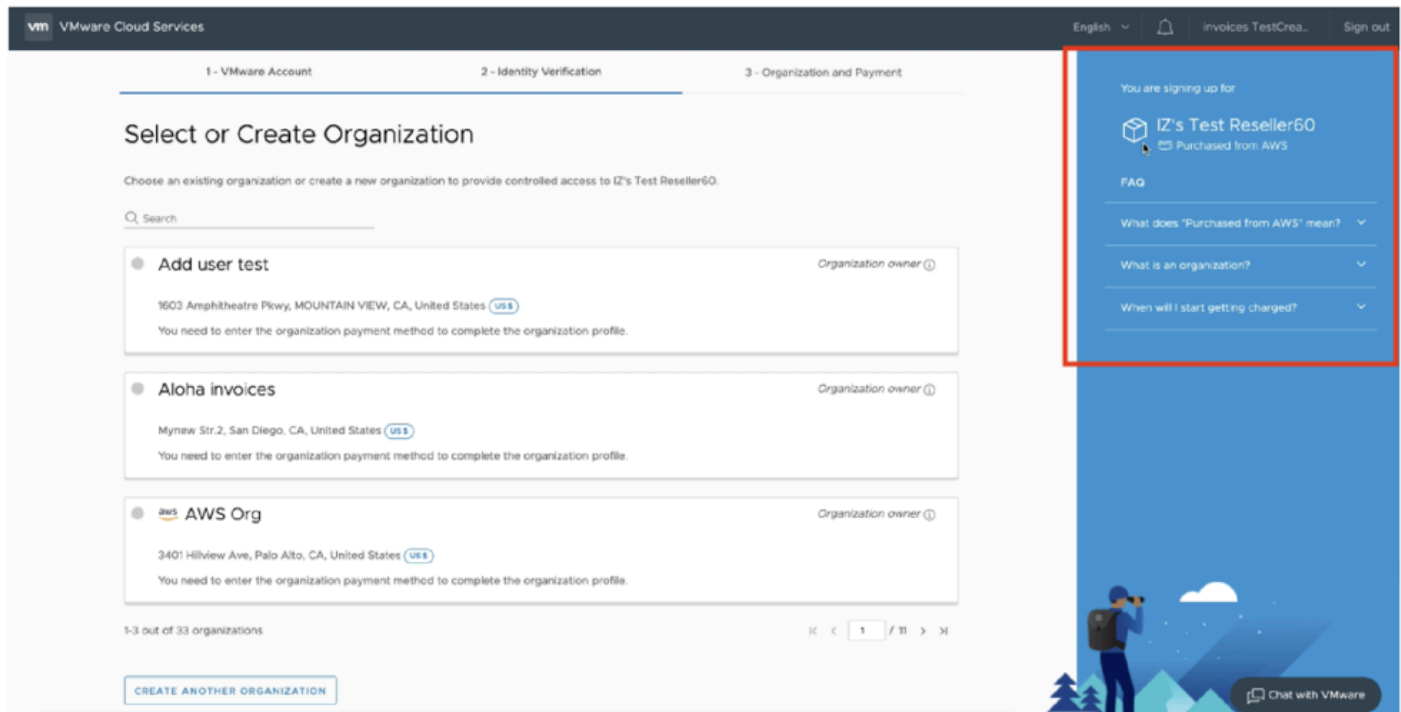 vm VMware Cloud Services
English
invoices TestCrea..
Sign out
1 - VMware Account
2 - Identity Verification
3 - Organization and Payment
Select or Create Organization
Choose an existing organization or create a new organization to provide controlled access to IZ's Test Reseller60.
Search
Add user test
Organization owner
1603 Amphitheatre Pkwy, MOUNTAIN VIEW, CA, United States US $
You need to enter the organization payment method to complete the organization profile.
Aloha invoices
Organization owner
Mynew Str.2, San Diego, CA, United States US $
You need to enter the organization payment method to complete the organization profile.
aws AWS Org
Organization owner
3401 Hillview Ave, Palo Alto, CA, United States US $
You need to enter the organization payment method to complete the organization profile.
1-3 out of 33 organizations
1 / 11
CREATE ANOTHER ORGANIZATION
You are signing up for
IZ's Test Reseller60
Purchased from AWS
FAQ
What does "Purchased from AWS" mean?
What is an organization?
When will I start getting charged?
Chat with VMware